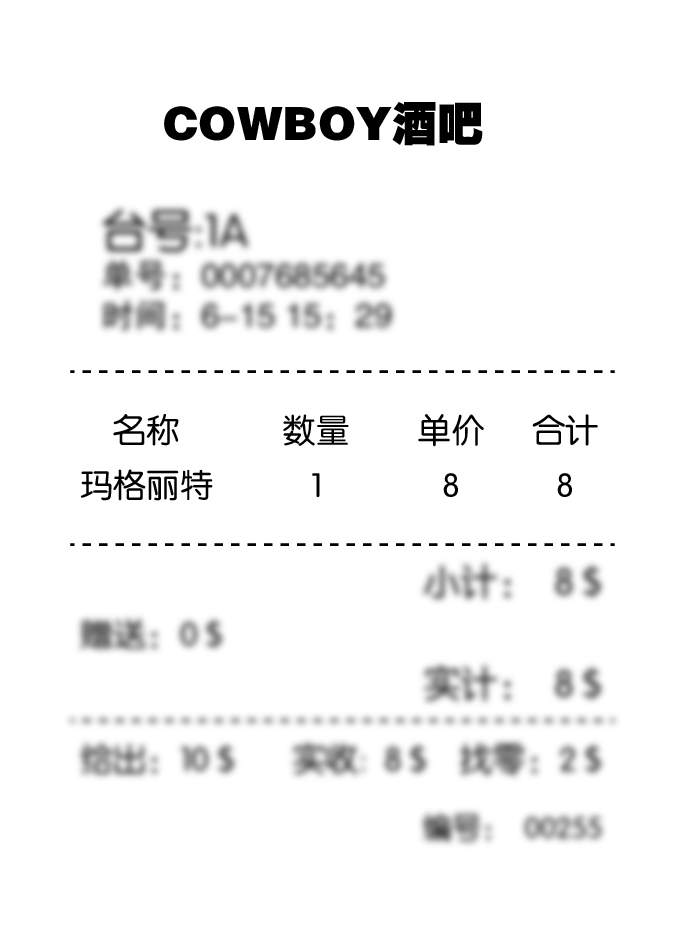 COWBOY酒吧
台号:1A
单号：0007685645
时间：6-15 15：29
名称 数量 单价 合计
玛格丽特 1 8 8
小计： 8 $
赠送：0 $
实计： 8 $
给出：10 $ 实收：8 $ 找零：2 $
编号： 00255